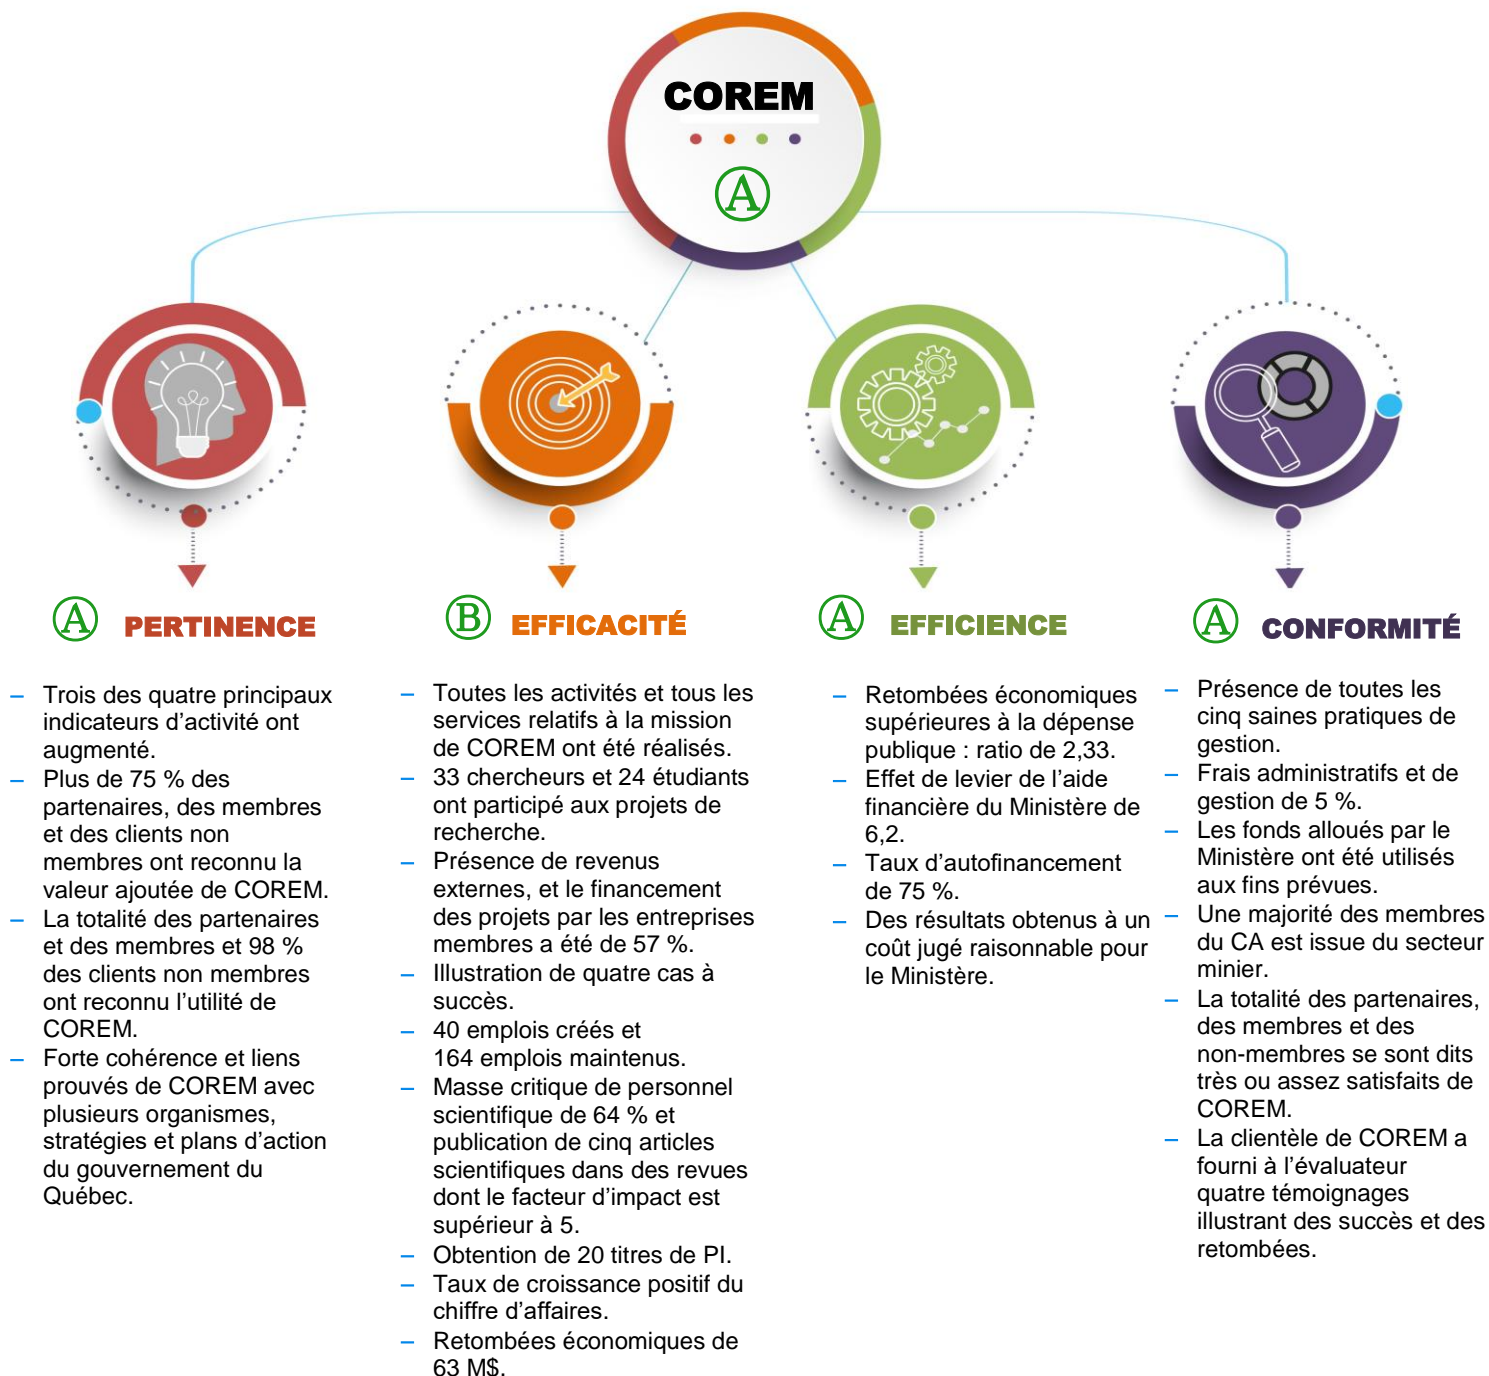 COREM
A
A PERTINENCE
– Trois des quatre principaux
indicateurs d’activité ont
augmenté.
– Plus de 75 % des
partenaires, des membres
et des clients non
membres ont reconnu la
valeur ajoutée de COREM.
– La totalité des partenaires
et des membres et 98 %
des clients non membres
ont reconnu l’utilité de
COREM.
– Forte cohérence et liens
prouvés de COREM avec
plusieurs organismes,
stratégies et plans d’action
du gouvernement du
Québec.
B EFFICACITÉ
– Toutes les activités et tous les
services relatifs à la mission
de COREM ont été réalisés.
– 33 chercheurs et 24 étudiants
ont participé aux projets de
recherche.
– Présence de revenus
externes, et le financement
des projets par les entreprises
membres a été de 57 %.
– Illustration de quatre cas à
succès.
– 40 emplois créés et
164 emplois maintenus.
– Masse critique de personnel
scientifique de 64 % et
publication de cinq articles
scientifiques dans des revues
dont le facteur d’impact est
supérieur à 5.
– Obtention de 20 titres de PI.
– Taux de croissance positif du
chiffre d’affaires.
– Retombées économiques de
63 M$.
A EFFICIENCE
– Retombées économiques
supérieures à la dépense
publique : ratio de 2,33.
– Effet de levier de l’aide
financière du Ministère de
6,2.
– Taux d’autofinancement
de 75 %.
– Des résultats obtenus à un
coût jugé raisonnable pour
le Ministère.
A CONFORMITÉ
– Présence de toutes les
cinq saines pratiques de
gestion.
– Frais administratifs et de
gestion de 5 %.
– Les fonds alloués par le
Ministère ont été utilisés
aux fins prévues.
– Une majorité des membres
du CA est issue du secteur
minier.
– La totalité des partenaires,
des membres et des
non-membres se sont dits
très ou assez satisfaits de
COREM.
– La clientèle de COREM a
fourni à l’évaluateur
quatre témoignages
illustrant des succès et des
retombées.